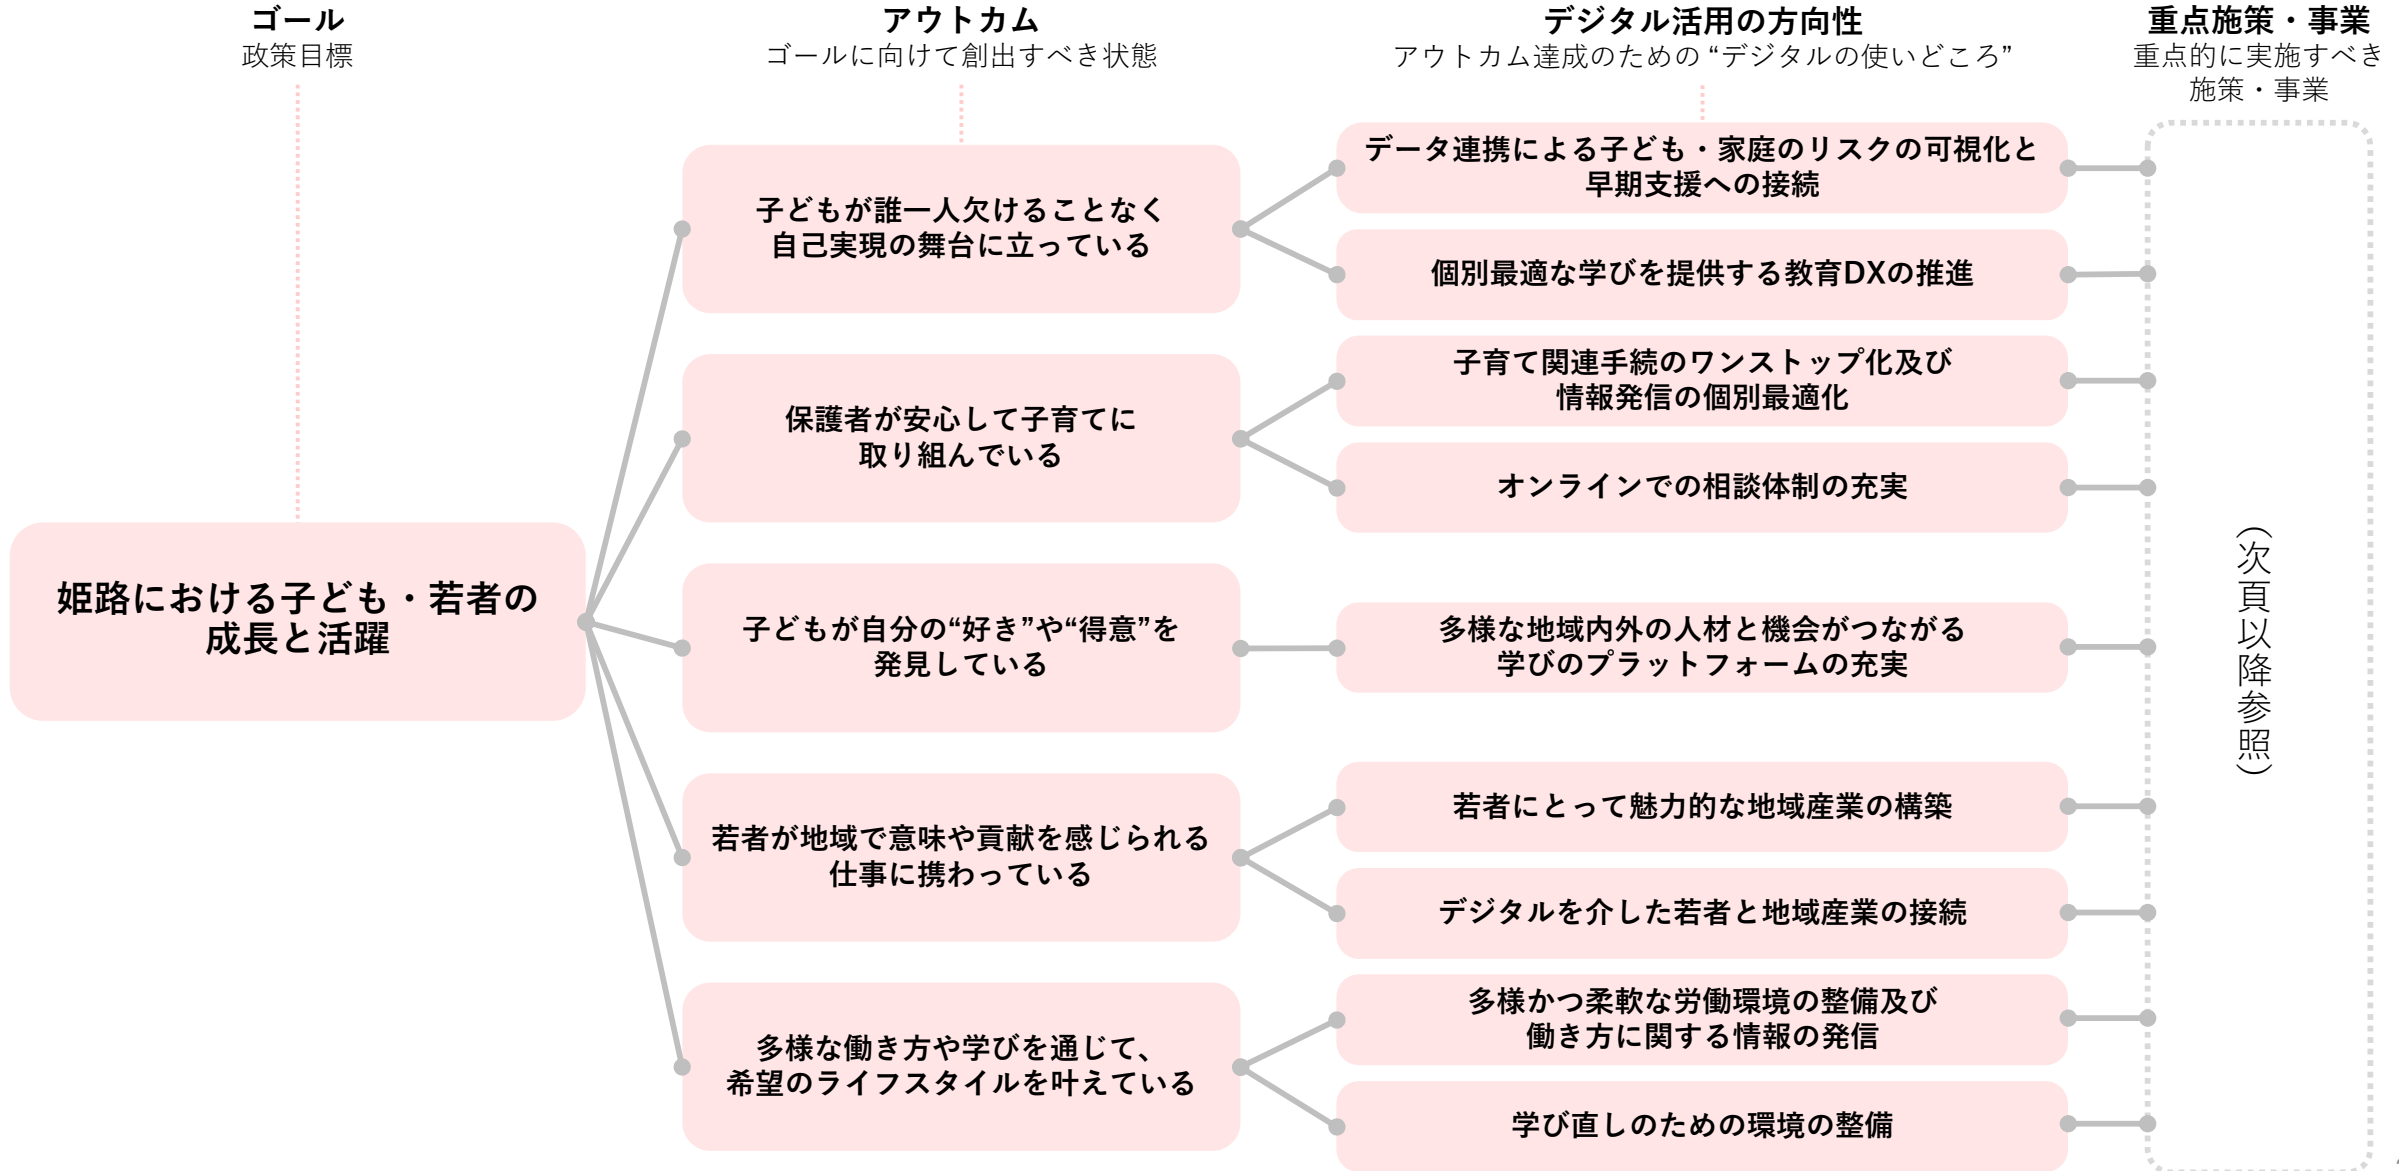 ゴール
政策目標
アウトカム
ゴールに向けて創出すべき状態
デジタル活用の方向性
アウトカム達成のための “デジタルの使いどころ”
重点施策・事業
重点的に実施すべき
施策・事業
姫路における子ども・若者の
成長と活躍
子どもが誰一人欠けることなく
自己実現の舞台に立っている
データ連携による子ども・家庭のリスクの可視化と
早期支援への接続
個別最適な学びを提供する教育DXの推進
保護者が安心して子育てに
取り組んでいる
子育て関連手続のワンストップ化及び
情報発信の個別最適化
オンラインでの相談体制の充実
子どもが自分の“好き”や“得意”を
発見している
多様な地域内外の人材と機会がつながる
学びのプラットフォームの充実
若者が地域で意味や貢献を感じられる
仕事に携わっている
若者にとって魅力的な地域産業の構築
デジタルを介した若者と地域産業の接続
多様な働き方や学びを通じて、
希望のライフスタイルを叶えている
多様かつ柔軟な労働環境の整備及び
働き方に関する情報の発信
学び直しのための環境の整備
（次頁以降参照）